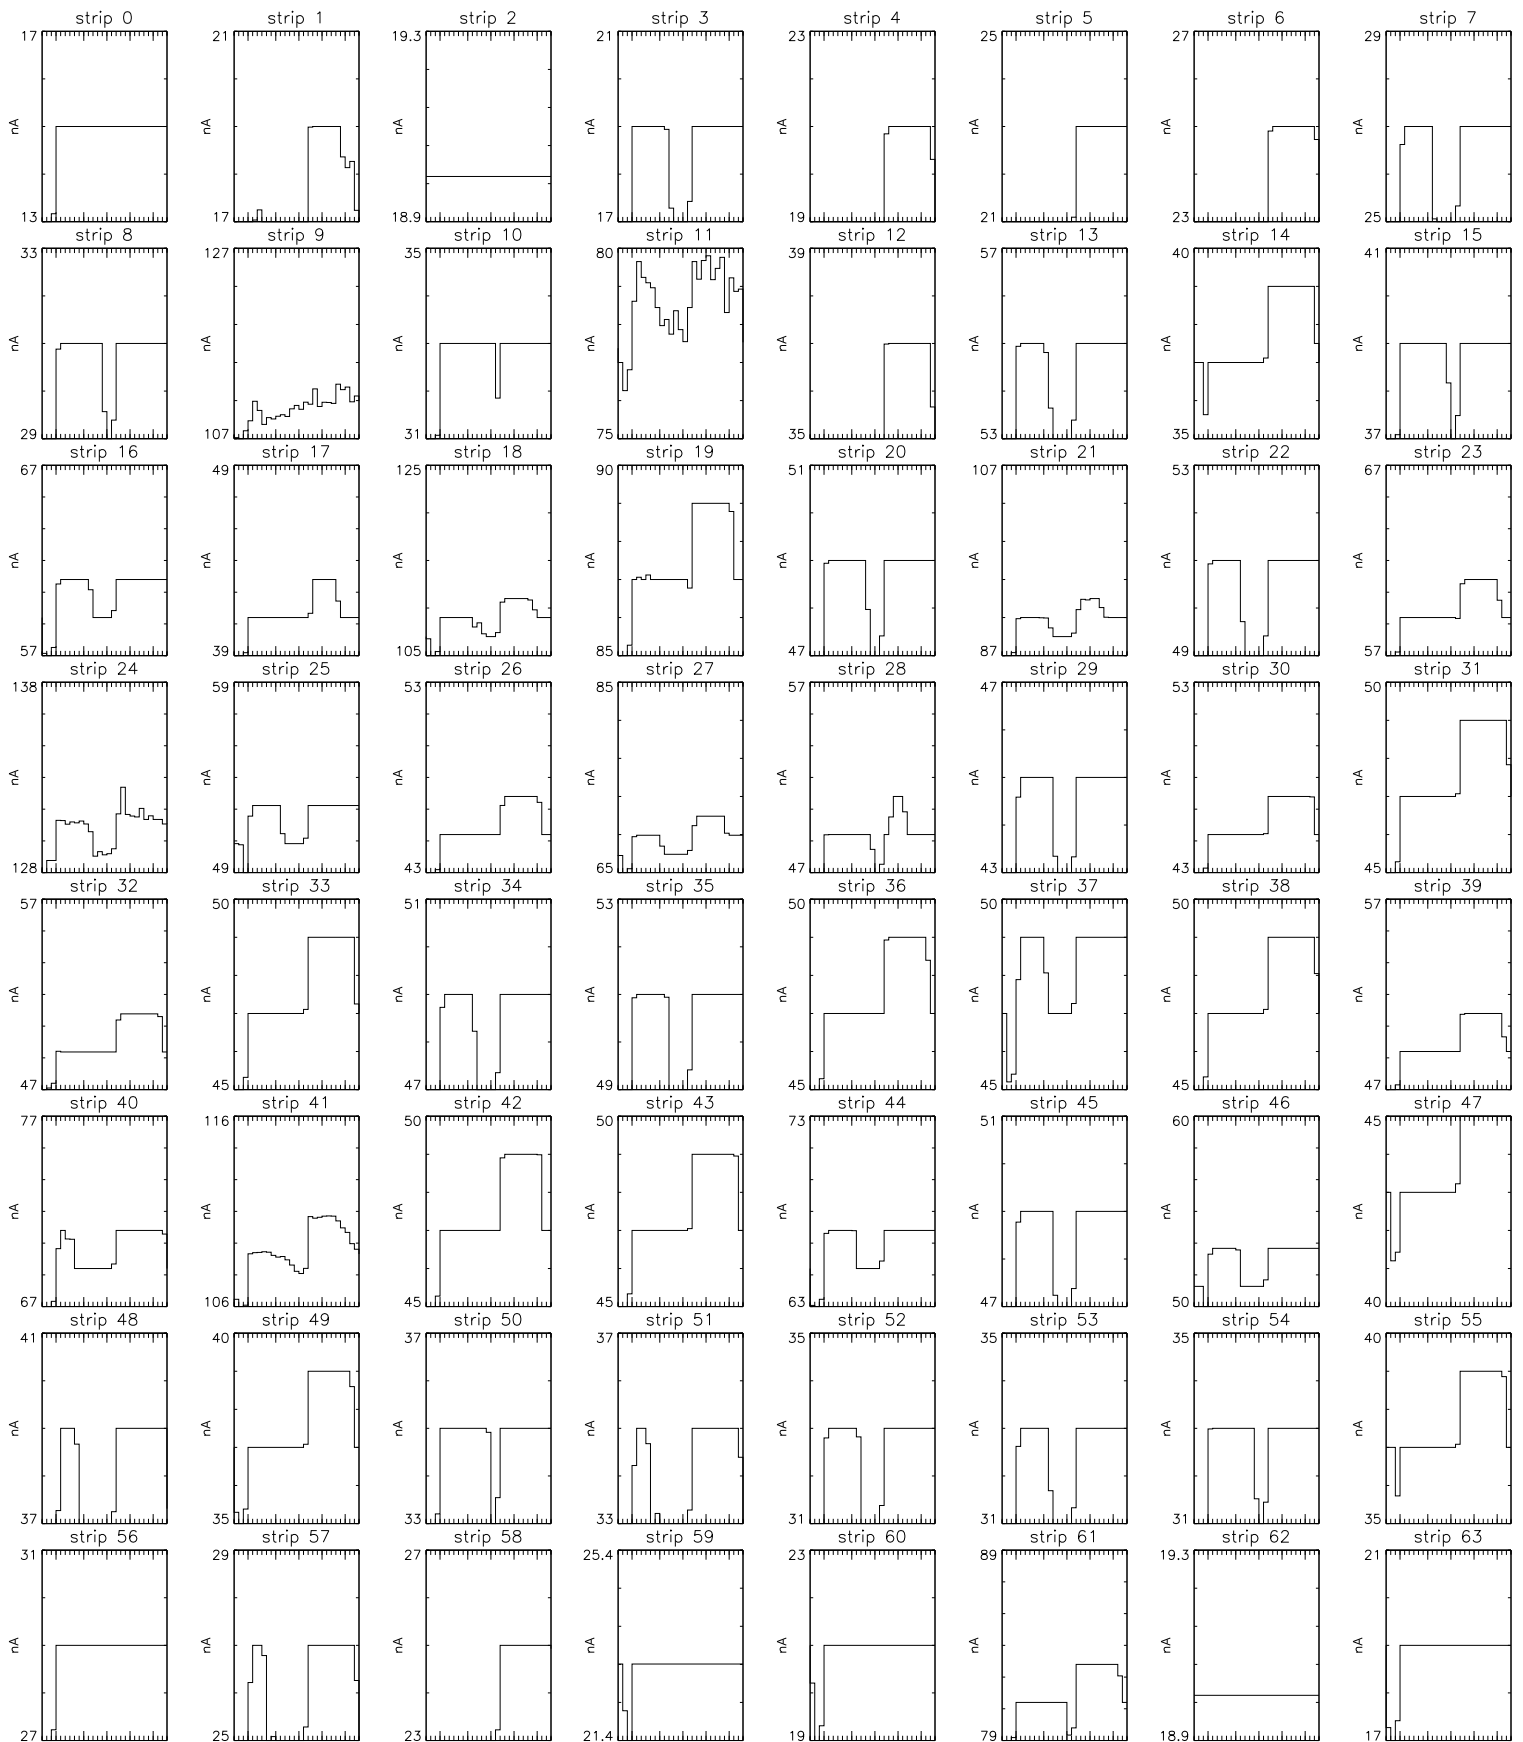 strip 0 strip 1 strip 2 strip 3 strip 4 strip 5 strip 6 strip 7
17 21 19.3 21 23 25 27 29
nA nA nA nA nA nA nA
13 17 18.9 17 19 21 23 25
strip 8 strip 9 strip 10 strip 11 strip 12 strip 13 strip 14 strip 15
33 127 35 80 39 57 40 41
nA nA nA nA nA nA nA nA
29 107 31 75 35 53 35 37
strip 16 strip 17 strip 18 strip 19 strip 20 strip 21 strip 22 strip 23
67 49 125 90 51 107 53 67
nA nA nA nA nA nA nA nA
57 39 105 85 47 87 49 57
strip 24 strip 25 strip 26 strip 27 strip 28 strip 29 strip 30 strip 31
138 59 53 85 57 47 53 50
nA nA nA nA nA nA nA nA
128 49 43 65 47 43 43 45
strip 32 strip 33 strip 34 strip 35 strip 36 strip 37 strip 38 strip 39
57 50 51 53 50 50 50 57
nA nA nA nA nA nA nA nA
47 45 47 49 45 45 45 47
strip 40 strip 41 strip 42 strip 43 strip 44 strip 45 strip 46 strip 47
77 116 50 50 73 51 60 45
nA nA nA nA nA nA nA nA
67 106 45 45 63 47 50 40
strip 48 strip 49 strip 50 strip 51 strip 52 strip 53 strip 54 strip 55
41 40 37 37 35 35 35 40
nA nA nA nA nA nA nA nA
37 35 33 33 31 31 31 35
strip 56 strip 57 strip 58 strip 59 strip 60 strip 61 strip 62 strip 63
31 29 27 25.4 23 89 19.3 21
nA nA nA nA nA nA nA nA
27 25 23 21.4 19 79 18.9 17